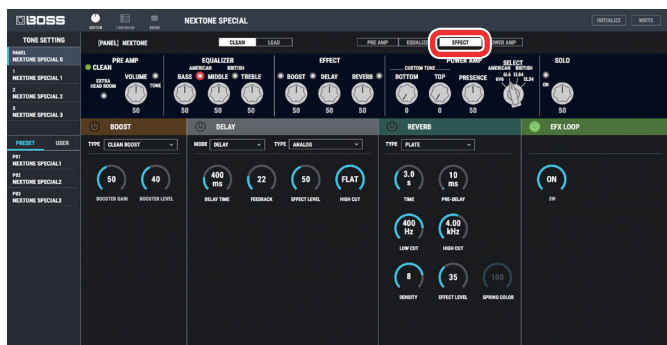 BOSS
EDITOR
LIBRARIAN
MENU
NEXTONE SPECIAL
INITIALIZE
WRITE
TONE SETTING
PANEL
NEXTONE SPECIAL 0
1
NEXTONE SPECIAL 1
2
NEXTONE SPECIAL 2
3
NEXTONE SPECIAL 3
PRESET
USER
P01
NEXTONE SPECIAL1
P02
NEXTONE SPECIAL2
P03
NEXTONE SPECIAL3
[PANEL] NEXTONE
CLEAN
LEAD
PRE AMP
EQUALIZE
EFFECT
OWER AMP
PRE AMP
CLEAN
EXTRA
HEAD ROOM
VOLUME
TONE
50
EQUALIZER
AMERICAN
BRITISH
BASS
MIDDLE
TREBLE
50
50
50
EFFECT
BOOST
DELAY
REVERB
50
50
50
POWER AMP
CUSTOM TUNE
BOTTOM
TOP
PRESENCE
0
0
50
SELECT
AMERICAN
BRITISH
6V6
6L6
EL84
EL34
SOLO
ON
50
BOOST
TYPE
CLEAN BOOST
50
40
BOOSTER GAIN
BOOSTER LEVEL
DELAY
MODE
DELAY
TYPE
ANALOG
400
ms
22
50
FLAT
DELAY TIME
FEEDBACK
EFFECT LEVEL
HIGH CUT
REVERB
TYPE
PLATE
3.0
s
10
ms
TIME
PRE-DELAY
400
Hz
4.00
kHz
LOW CUT
HIGH CUT
8
35
100
DENSITY
EFFECT LEVEL
SPRING COLOR
EFX LOOP
ON
SW